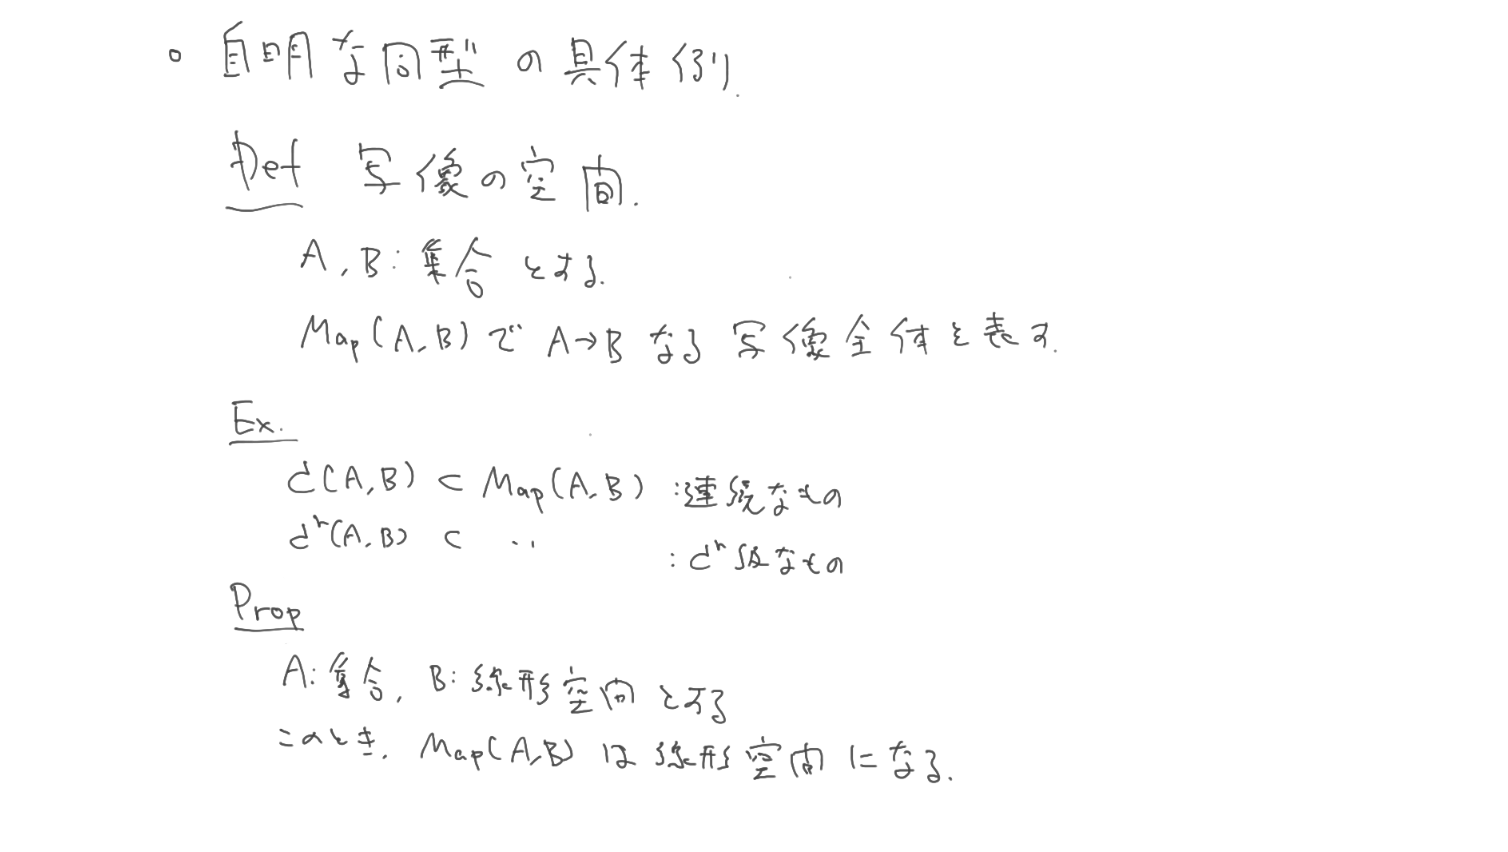 。自明な同型の具体例.
Def 写像の空間.
A, B: 集合とする.
Map(A, B)でA→Bなる写像全体を表す.
Ex.
C(A, B) ⊂ Map(A, B) : 連続なもの
C^r(A, B) ⊂ 〃 : C^r 級なもの
Prop
A: 集合, B: 線形空間とする
このとき, Map(A, B)は線形空間になる.